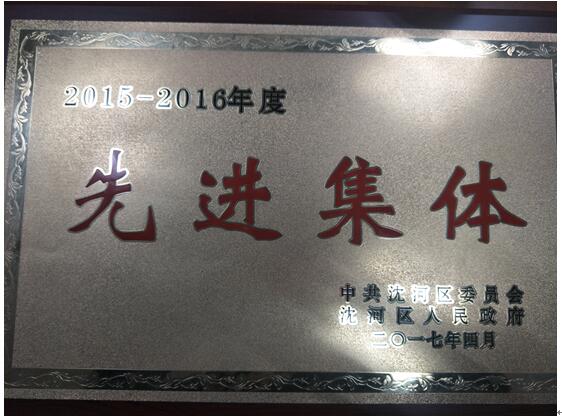 2015-2016年度
先进集体
中共沈河区委员会
沈河区人民政府
二〇一七年四月